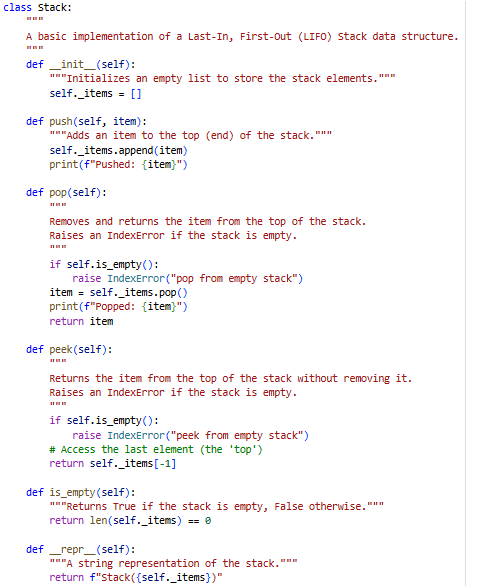 class Stack:
    """
    A basic implementation of a Last-In, First-Out (LIFO) Stack data structure.
    """
    def __init__(self):
        """Initializes an empty list to store the stack elements."""
        self._items = []

    def push(self, item):
        """Adds an item to the top (end) of the stack."""
        self._items.append(item)
        print(f"Pushed: {item}")

    def pop(self):
        """
        Removes and returns the item from the top of the stack.
        Raises an IndexError if the stack is empty.
        """
        if self.is_empty():
            raise IndexError("pop from empty stack")
        item = self._items.pop()
        print(f"Popped: {item}")
        return item

    def peek(self):
        """
        Returns the item from the top of the stack without removing it.
        Raises an IndexError if the stack is empty.
        """
        if self.is_empty():
            raise IndexError("peek from empty stack")
        # Access the last element (the 'top')
        return self._items[-1]

    def is_empty(self):
        """Returns True if the stack is empty, False otherwise."""
        return len(self._items) == 0

    def __repr__(self):
        """A string representation of the stack."""
        return f"Stack({self._items})"